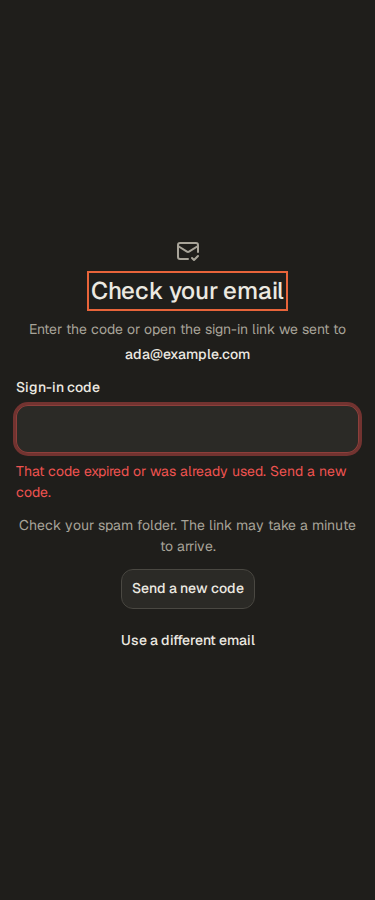 Check your email
Enter the code or open the sign-in link we sent to
ada@example.com
Sign-in code
That code expired or was already used. Send a new
code.
Check your spam folder. The link may take a minute
to arrive.
Send a new code
Use a different email